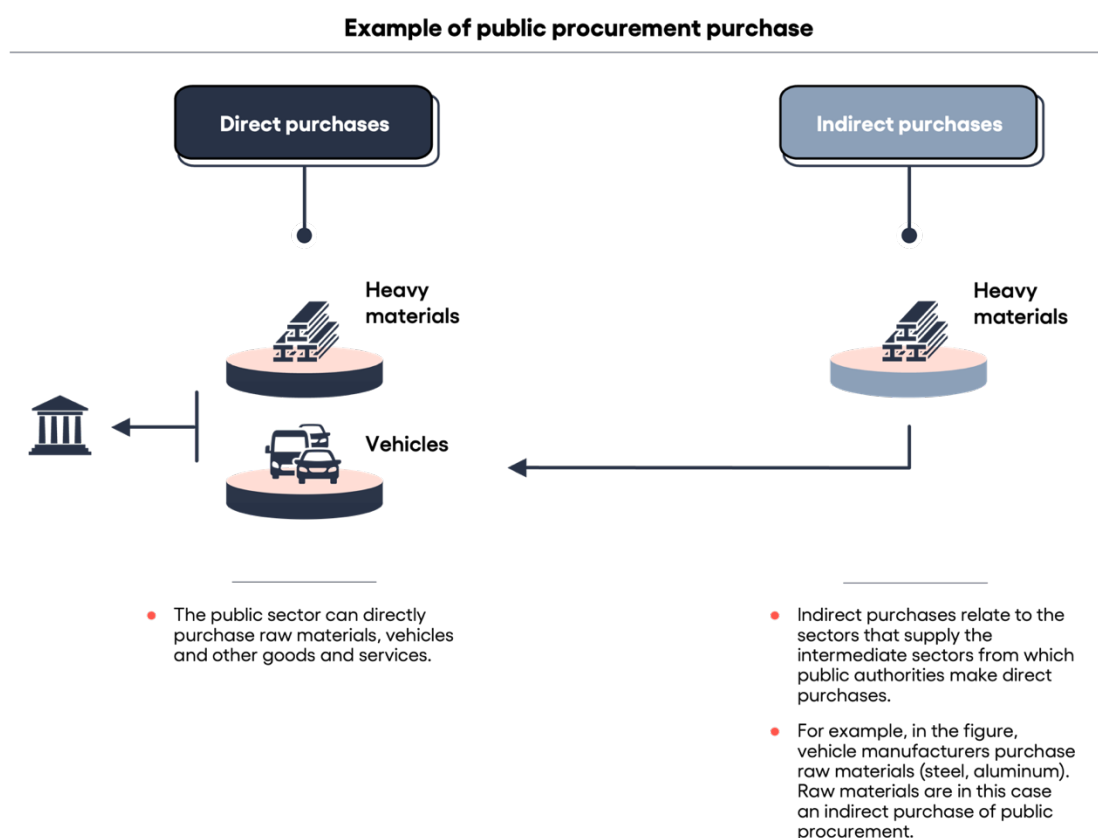 Example of public procurement purchase
Direct purchases
Indirect purchases
Heavy
materials
Heavy
materials
Vehicles
• The public sector can directly
purchase raw materials, vehicles
and other goods and services.
• Indirect purchases relate to the
sectors that supply the
intermediate sectors from which
public authorities make direct
purchases.
• For example, in the figure,
vehicle manufacturers purchase
raw materials (steel, aluminum).
Raw materials are in this case
an indirect purchase of public
procurement.